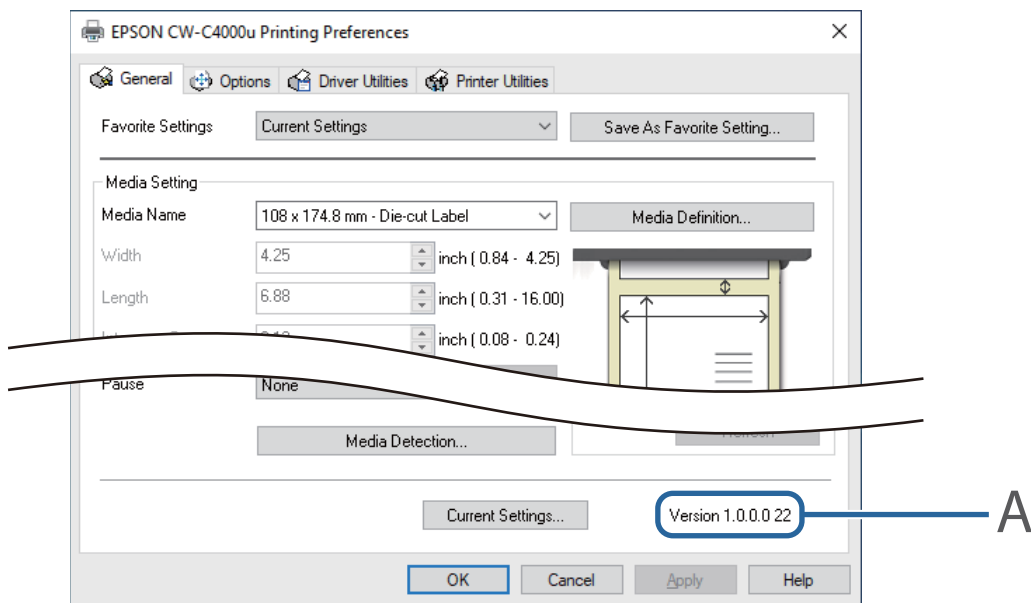 EPSON CW-C4000u Printing Preferences
General Options Driver Utilities Printer Utilities
Favorite Settings Current Settings Save As Favorite Setting...
Media Setting
Media Name 108 x 174.8 mm - Die-cut Label Media Definition...
Width 4.25 inch ( 0.84 - 4.25)
Length 6.88 inch ( 0.31 - 16.00)
inch ( 0.08 - 0.24)
Pause None
Media Detection...
Current Settings... Version 1.0.0.0 22 A
OK Cancel Apply Help